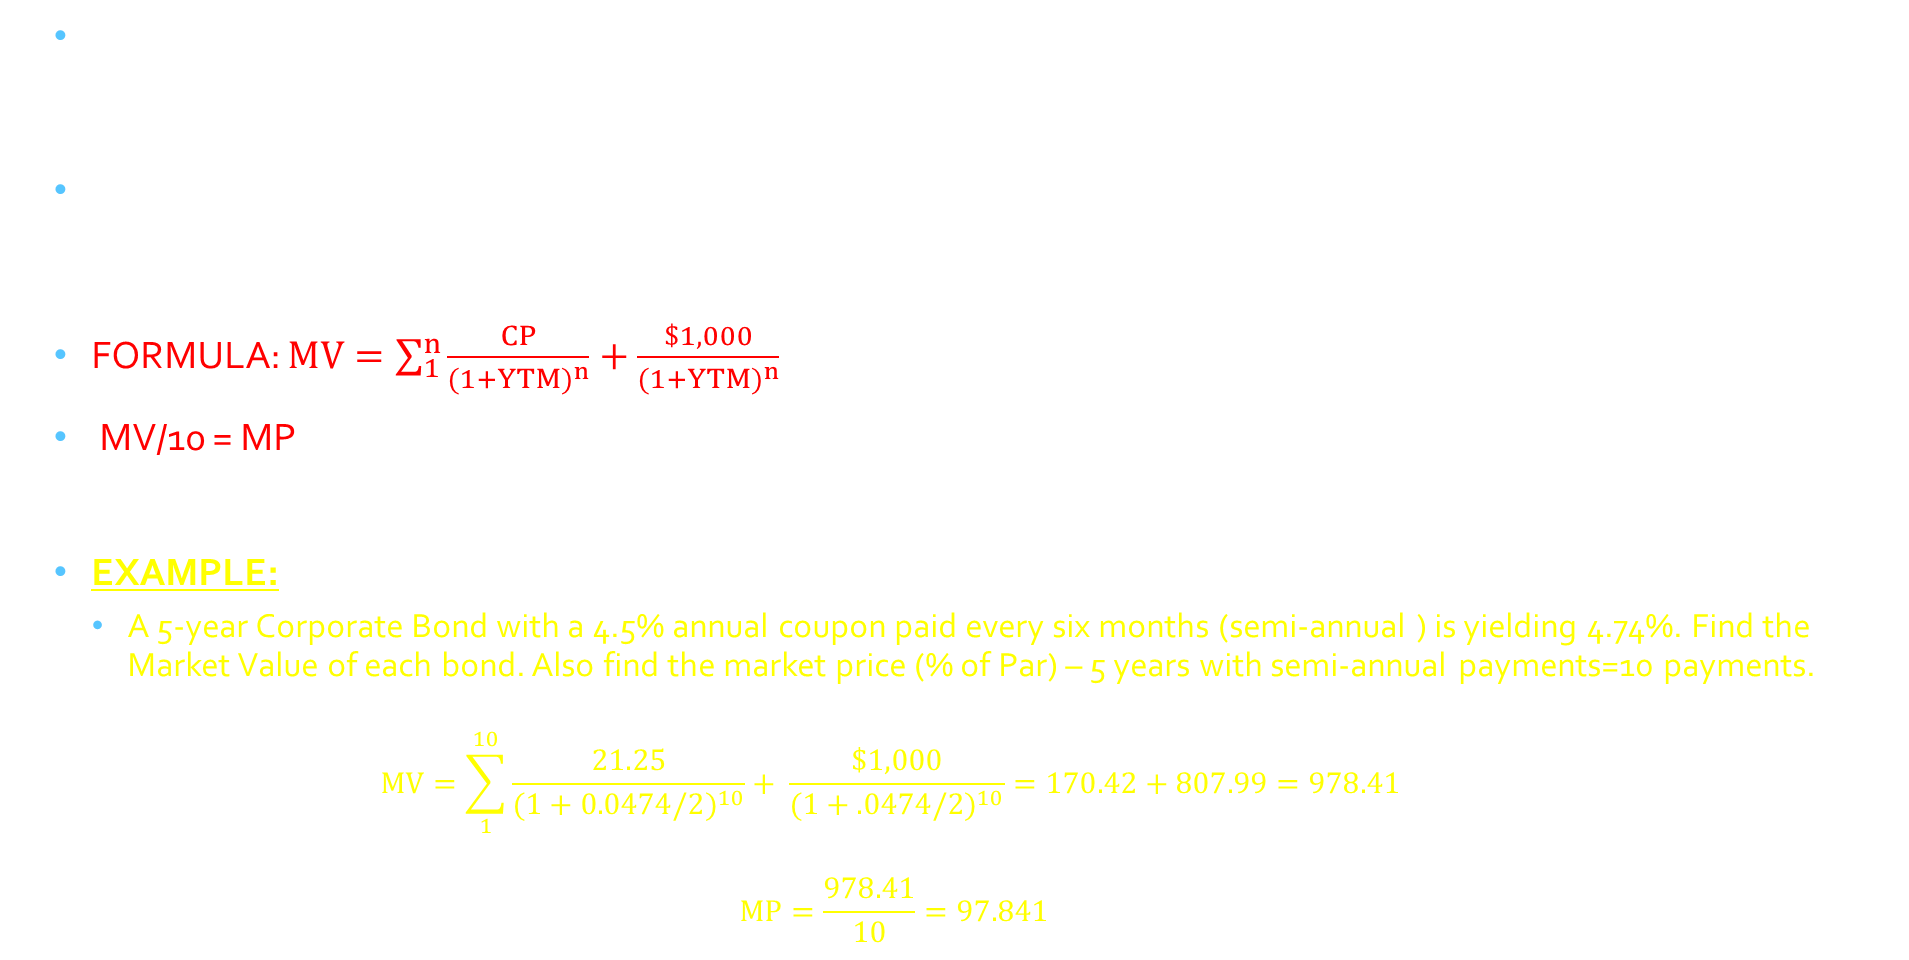 • 
• 
• FORMULA: MV = ∑₁ⁿ CP/(1+YTM)ⁿ + $1,000/(1+YTM)ⁿ
• MV/10 = MP
• EXAMPLE:
• A 5-year Corporate Bond with a 4.5% annual coupon paid every six months (semi-annual ) is yielding 4.74%. Find the
Market Value of each bond. Also find the market price (% of Par) – 5 years with semi-annual payments=10 payments.
MV = ∑₁¹⁰ 21.25/(1 + 0.0474/2)¹⁰ + $1,000/(1 + .0474/2)¹⁰ = 170.42 + 807.99 = 978.41
MP = 978.41/10 = 97.841